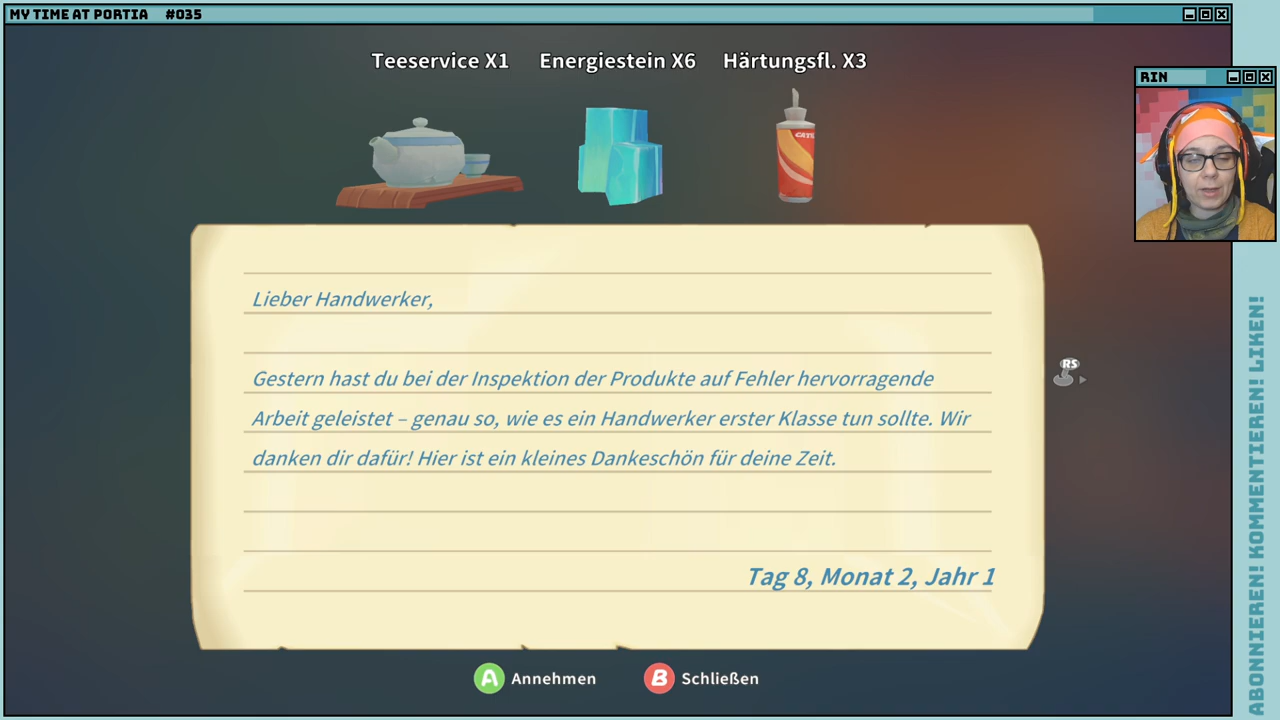 MY TIME AT PORTIA #035
RIN
Teeservice X1 Energiestein X6 Härtungsfl. X3
Lieber Handwerker,
Gestern hast du bei der Inspektion der Produkte auf Fehler hervorragende
Arbeit geleistet – genau so, wie es ein Handwerker erster Klasse tun sollte. Wir
danken dir dafür! Hier ist ein kleines Dankeschön für deine Zeit.
Tag 8, Monat 2, Jahr 1
RS
A Annehmen B Schließen
ABONNIEREN! KOMMENTIEREN! LIKEN!